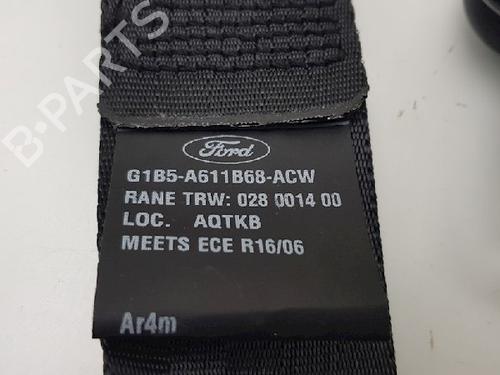 B-PARTS
Ford
G1B5-A611B68-ACW
RANE TRW: 028 0014 00
LOC. AQTKB
MEETS ECE R16/06
Ar4m